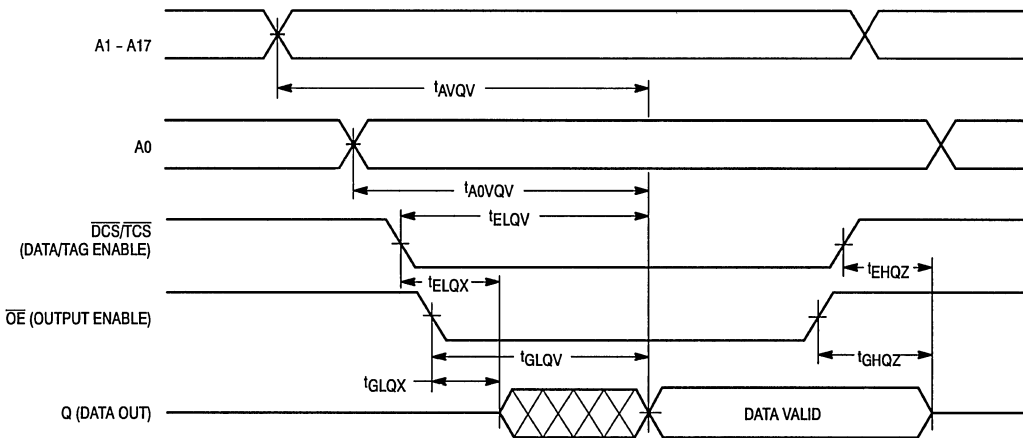 A1 – A17
tAVQV
A0
tA0VQV
DCS/TCS
(DATA/TAG ENABLE)
tELQV
tEHQZ
tELQX
OE (OUTPUT ENABLE)
tGLQV
tGHQZ
tGLQX
Q (DATA OUT)
DATA VALID